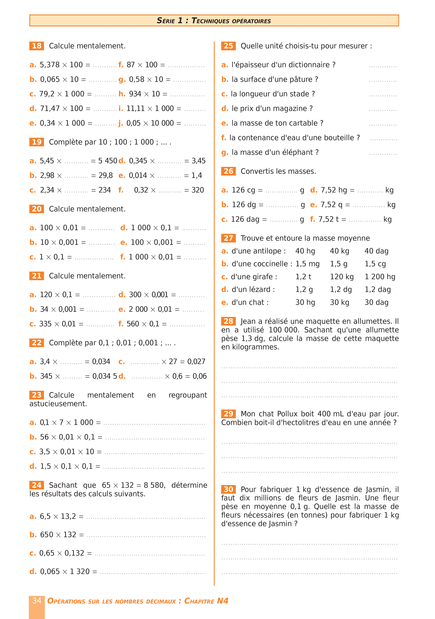 SÉRIE 1 : TECHNIQUES OPÉRATOIRES
18 Calcule mentalement.
a. 5,378 × 100 = ............ f. 87 × 100 = ................
b. 0,065 × 10 = ............ g. 0,58 × 10 = ..............
c. 79,2 × 1 000 = .......... h. 934 × 10 = ................
d. 71,47 × 100 = ........... i. 11,11 × 1 000 = ..........
e. 0,34 × 1 000 = .......... j. 0,05 × 10 000 = ..........
19 Complète par 10 ; 100 ; 1 000 ; ... .
a. 5,45 × ............ = 5 450 d. 0,345 × ............ = 3,45
b. 2,98 × ............ = 29,8 e. 0,014 × ............ = 1,4
c. 2,34 × ............ = 234 f. 0,32 × ............ = 320
20 Calcule mentalement.
a. 100 × 0,01 = ............ d. 1 000 × 0,1 = ............
b. 10 × 0,001 = ............ e. 100 × 0,001 = ............
c. 1 × 0,1 = ................ f. 1 000 × 0,01 = ............
21 Calcule mentalement.
a. 120 × 0,1 = ............... d. 300 × 0,001 = ............
b. 34 × 0,001 = ............. e. 2 000 × 0,01 = ............
c. 335 × 0,01 = ............. f. 560 × 0,1 = ................
22 Complète par 0,1 ; 0,01 ; 0,001 ; ... .
a. 3,4 × ........... = 0,034 c. .............. × 27 = 0,027
b. 345 × .......... = 0,034 5 d. ............... × 0,6 = 0,06
23 Calcule mentalement en regroupant
astucieusement.
a. 0,1 × 7 × 1 000 = ................................................
b. 56 × 0,01 × 0,1 = ................................................
c. 3,5 × 0,01 × 10 = ................................................
d. 1,5 × 0,1 × 0,1 = ................................................
24 Sachant que 65 × 132 = 8 580, détermine
les résultats des calculs suivants.
a. 6,5 × 13,2 = ......................................................
b. 650 × 132 = ......................................................
c. 0,65 × 0,132 = ..................................................
d. 0,065 × 1 320 = ................................................
25 Quelle unité choisis-tu pour mesurer :
a. l'épaisseur d'un dictionnaire ? ..............
b. la surface d'une pâture ? ..............
c. la longueur d'un stade ? ..............
d. le prix d'un magazine ? ..............
e. la masse de ton cartable ? ..............
f. la contenance d'eau d'une bouteille ? ..............
g. la masse d'un éléphant ? ..............
26 Convertis les masses.
a. 126 cg = ............... g d. 7,52 hg = ............ kg
b. 126 dg = ............... g e. 7,52 q = ............... kg
c. 126 dag = ............. g f. 7,52 t = ............... kg
27 Trouve et entoure la masse moyenne
a. d'une antilope : 40 hg 40 kg 40 dag
b. d'une coccinelle : 1,5 mg 1,5 g 1,5 cg
c. d'une girafe : 1,2 t 120 kg 1 200 hg
d. d'un lézard : 1,2 g 1,2 dg 1,2 dag
e. d'un chat : 30 hg 30 kg 30 dag
28 Jean a réalisé une maquette en allumettes. Il
en a utilisé 100 000. Sachant qu'une allumette
pèse 1,3 dg, calcule la masse de cette maquette
en kilogrammes.
29 Mon chat Pollux boit 400 mL d'eau par jour.
Combien boit-il d'hectolitres d'eau en une année ?
30 Pour fabriquer 1 kg d'essence de Jasmin, il
faut dix millions de fleurs de Jasmin. Une fleur
pèse en moyenne 0,1 g. Quelle est la masse de
fleurs nécessaires (en tonnes) pour fabriquer 1 kg
d'essence de Jasmin ?
34 OPÉRATIONS SUR LES NOMBRES DÉCIMAUX : CHAPITRE N4